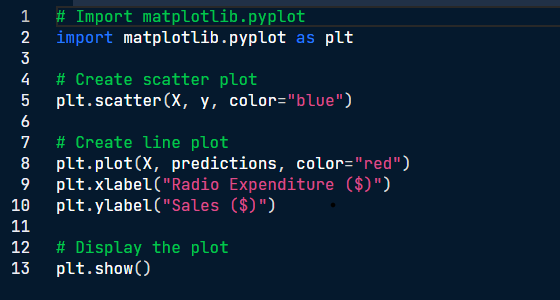 1 # Import matplotlib.pyplot
2 import matplotlib.pyplot as plt
3
4 # Create scatter plot
5 plt.scatter(X, y, color="blue")
6
7 # Create line plot
8 plt.plot(X, predictions, color="red")
9 plt.xlabel("Radio Expenditure ($)")
10 plt.ylabel("Sales ($)")
11
12 # Display the plot
13 plt.show()